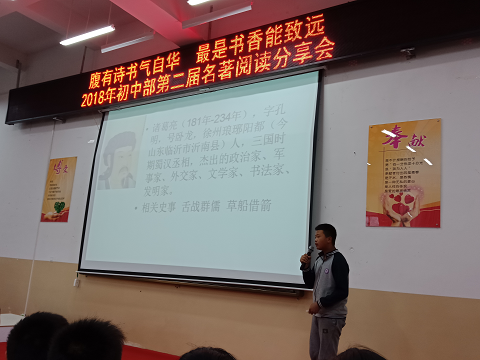 腹有诗书气自华 最是书香能致远
2018年初中部第二届名著阅读分享会
诸葛亮（181年-234年），字孔
明，号卧龙，徐州琅琊阳都（今
山东临沂市沂南县）人，三国时
期蜀汉丞相，杰出的政治家、军
事家、外交家、文学家、书法家、
发明家。
相关史事 舌战群儒 草船借箭
奉献